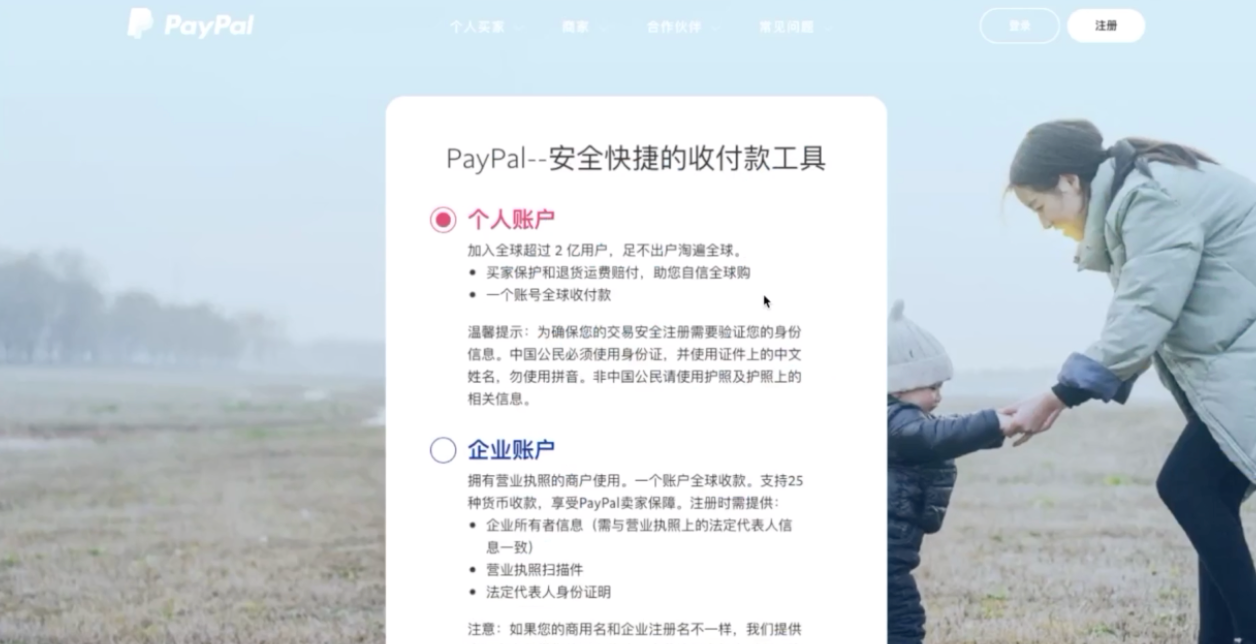 PayPal
个人买家 商家 合作伙伴 常见问题 登录 注册
PayPal--安全快捷的收付款工具
个人账户
加入全球超过 2 亿用户，足不出户淘遍全球。
• 买家保护和退货运费赔付，助您自信全球购
• 一个账号全球收付款
温馨提示：为确保您的交易安全注册需要验证您的身份
信息。中国公民必须使用身份证，并使用证件上的中文
姓名，勿使用拼音。非中国公民请使用护照及护照上的
相关信息。
企业账户
拥有营业执照的商户使用。一个账户全球收款。支持25
种货币收款，享受PayPal卖家保障。注册时需提供：
• 企业所有者信息（需与营业执照上的法定代表人信
息一致）
• 营业执照扫描件
• 法定代表人身份证明
注意：如果您的商用名和企业注册名不一样，我们提供